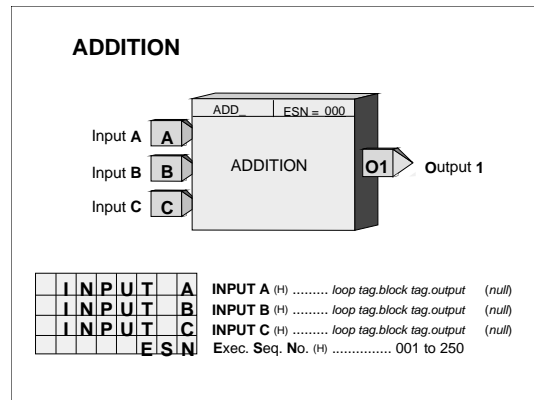 ADDITION
ADD_ ESN = 000
Input A A
Input B B
Input C C
ADDITION
O1 Output 1
INPUT A INPUT A (H) ......... loop tag.block tag.output (null)
INPUT B INPUT B (H) ......... loop tag.block tag.output (null)
INPUT C INPUT C (H) ......... loop tag.block tag.output (null)
ESN Exec. Seq. No. (H) ............... 001 to 250